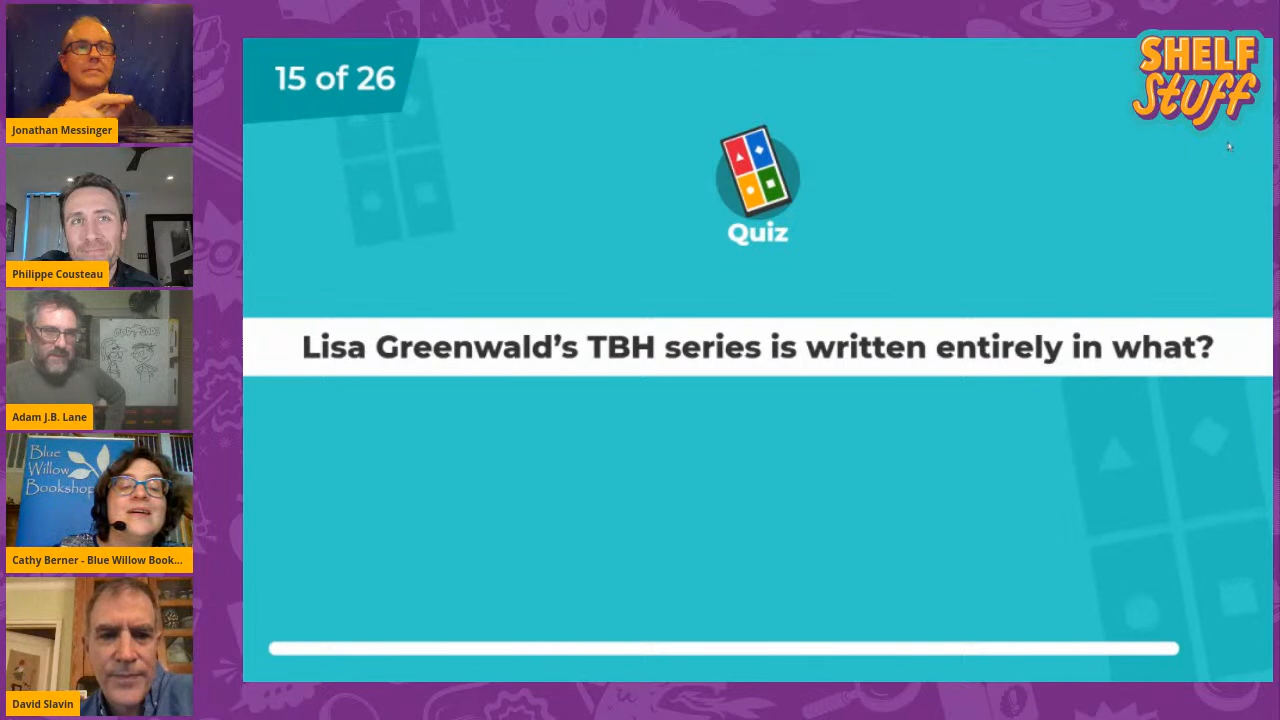 Jonathan Messinger
Philippe Cousteau
Adam J.B. Lane
Blue
Willow
Bookshop
Cathy Berner - Blue Willow Book...
David Slavin
15 of 26
SHELF
Stuff
Quiz
Lisa Greenwald’s TBH series is written entirely in what?
BAM!